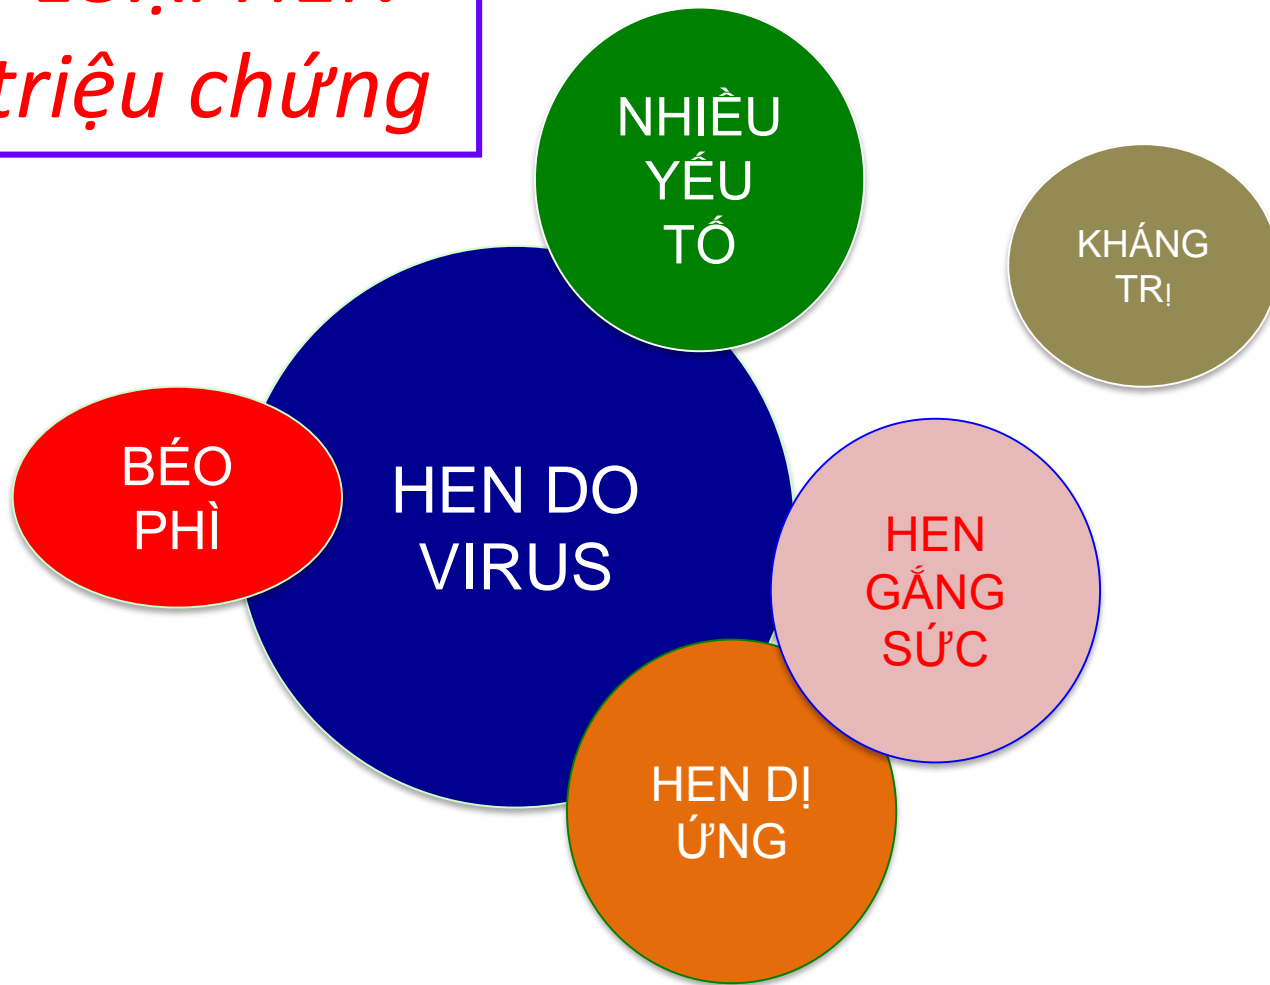 triệu chứng
NHIỀU
YẾU
TỐ
KHÁNG
TRỊ
BÉO
PHÌ
HEN DO
VIRUS
HEN
GẮNG
SỨC
HEN DỊ
ỨNG